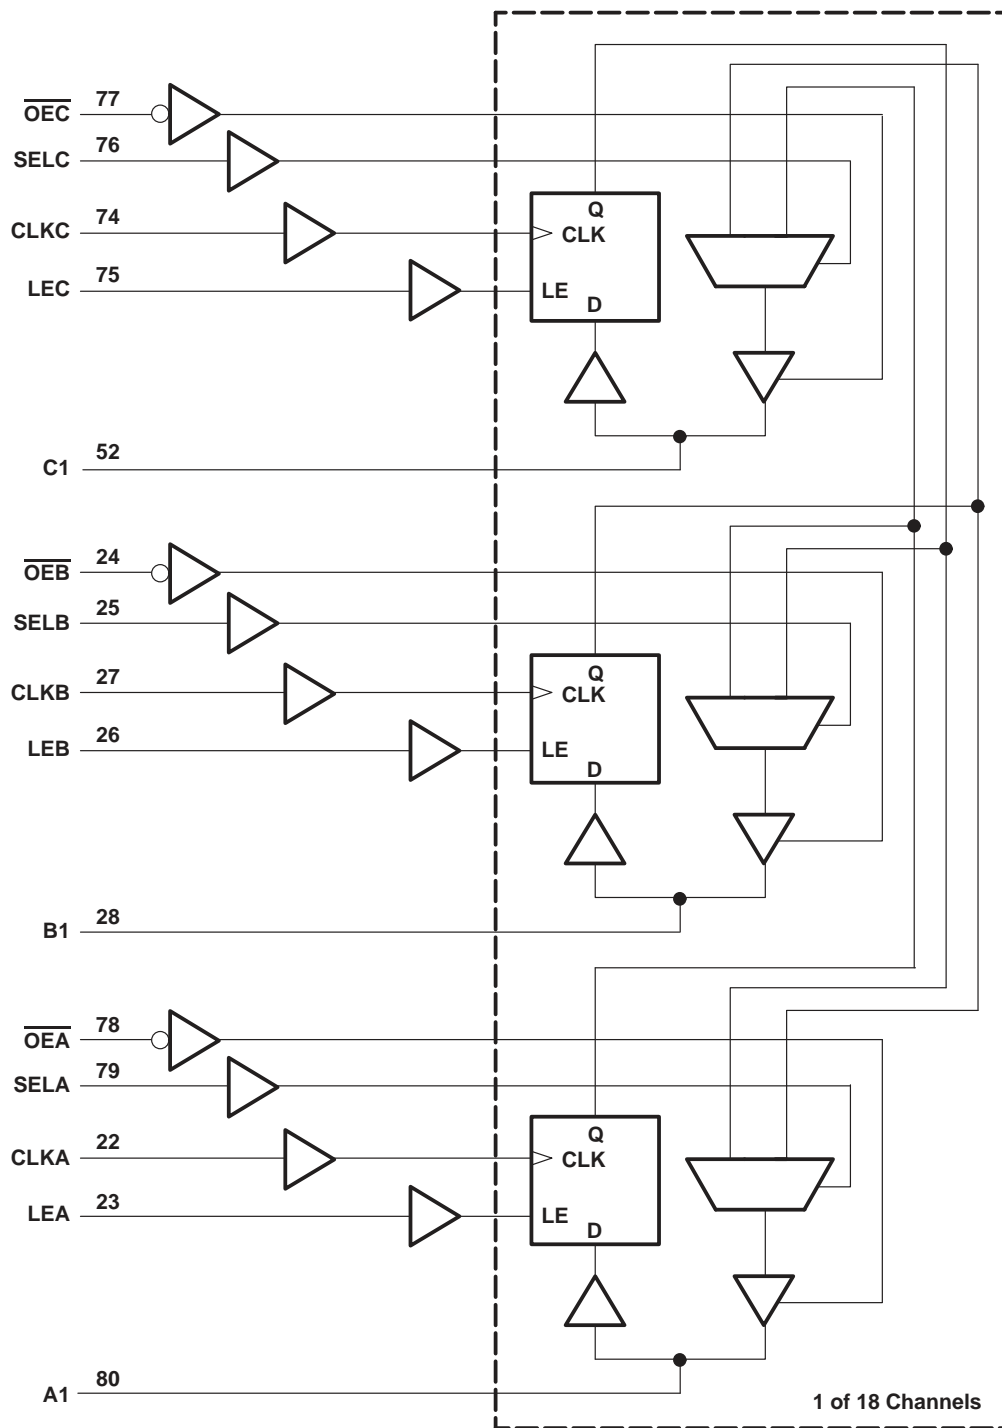 77
OEC
76
SELC
74
CLKC
75
LEC
Q
CLK
LE
D
52
C1
24
OEB
25
SELB
27
CLKB
26
LEB
Q
CLK
LE
D
28
B1
78
OEA
79
SELA
22
CLKA
23
LEA
Q
CLK
LE
D
80
A1
1 of 18 Channels